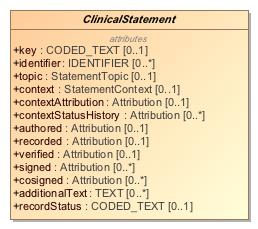 ClinicalStatement
attributes
+key : CODED_TEXT [0..1]
+identifier : IDENTIFIER [0..*]
+topic : StatementTopic [0..1]
+context : StatementContext [0..1]
+contextAttribution : Attribution [0..1]
+contextStatusHistory : Attribution [0..*]
+authored : Attribution [0..1]
+recorded : Attribution [0..1]
+verified : Attribution [0..*]
+signed : Attribution [0..*]
+cosigned : Attribution [0..*]
+additionalText : TEXT [0..*]
+recordStatus : CODED_TEXT [0..1]